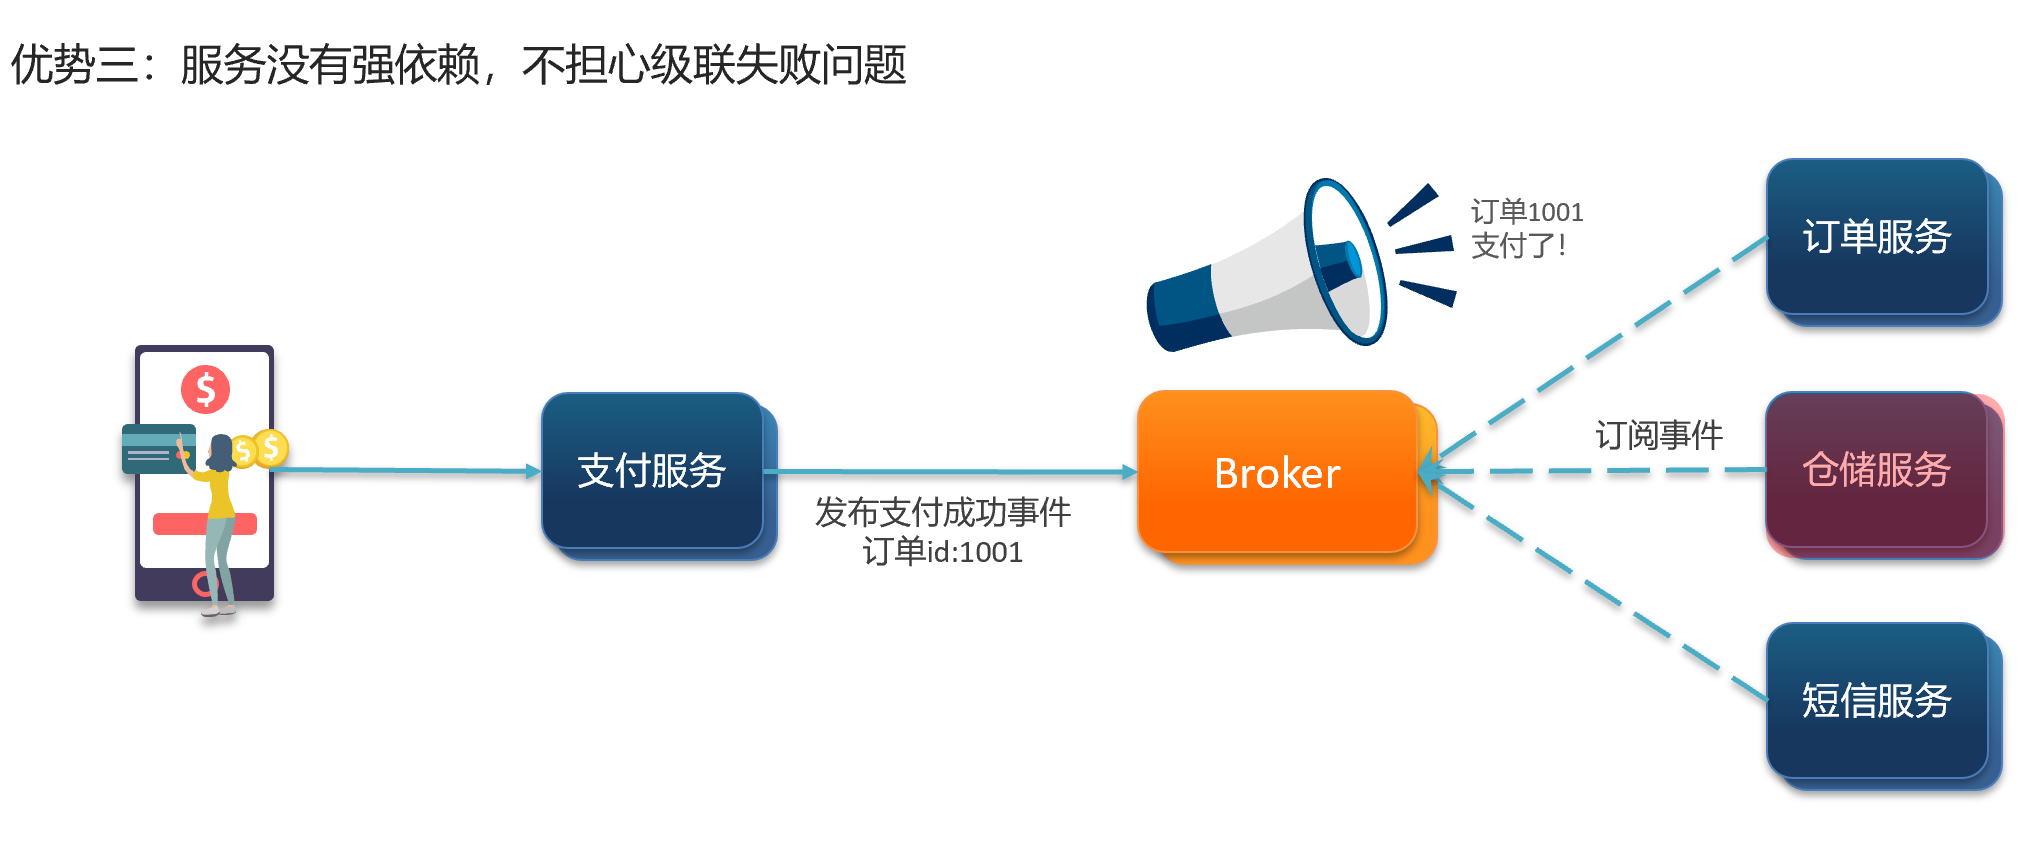 优势三：服务没有强依赖，不担心级联失败问题
订单1001
支付了！
订单服务
$
$
$
支付服务
发布支付成功事件
订单id:1001
Broker
订阅事件
仓储服务
短信服务